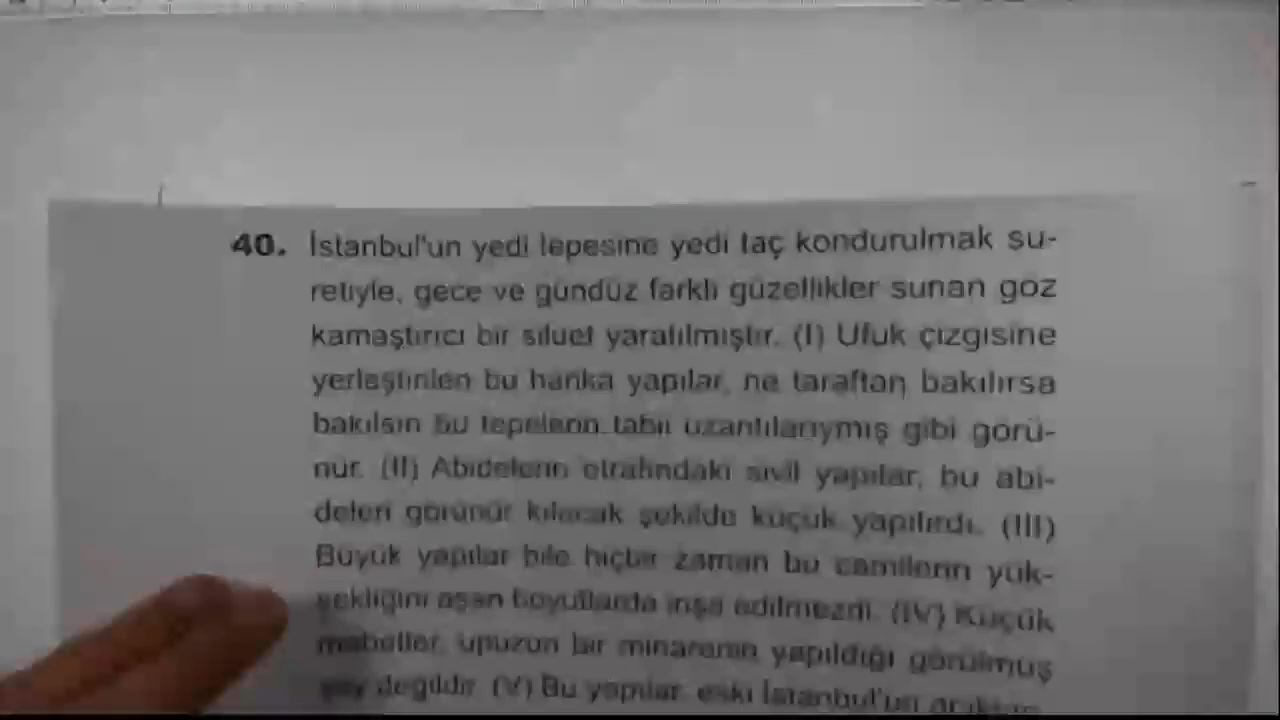 40. İstanbul'un yedi tepesine yedi taç kondurulmak su-
retiyle, gece ve gündüz farklı güzellikler sunan göz
kamaştırıcı bir siluet yaratılmıştır. (I) Ufuk çizgisine
yerleştirilen bu harika yapılar, ne taraftan bakılırsa
bakılsın bu tepelerin tabii uzantılarıymış gibi görü-
nür. (II) Abidelerin etrafındaki sivil yapılar, bu abi-
deleri görünür kılacak şekilde küçük yapılırdı. (III)
Büyük yapılar bile hiçbir zaman bu camilerin yük-
sekliğini aşan boyutlarda inşa edilmezdi. (IV) Küçük
upuzun bir minarenin yapıldığı görülmüş
şey değildir. (V) Bu yapılar, eski İstanbul'un